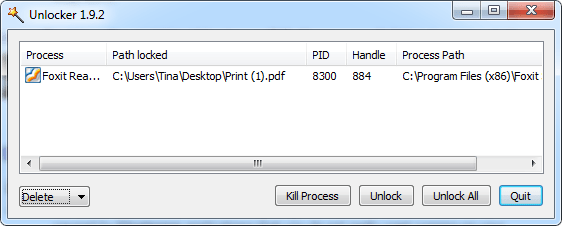 Unlocker 1.9.2
Process Path locked PID Handle Process Path
Foxit Rea... C:\Users\Tina\Desktop\Print (1).pdf 8300 884 C:\Program Files (x86)\Foxit
Delete Kill Process Unlock Unlock All Quit